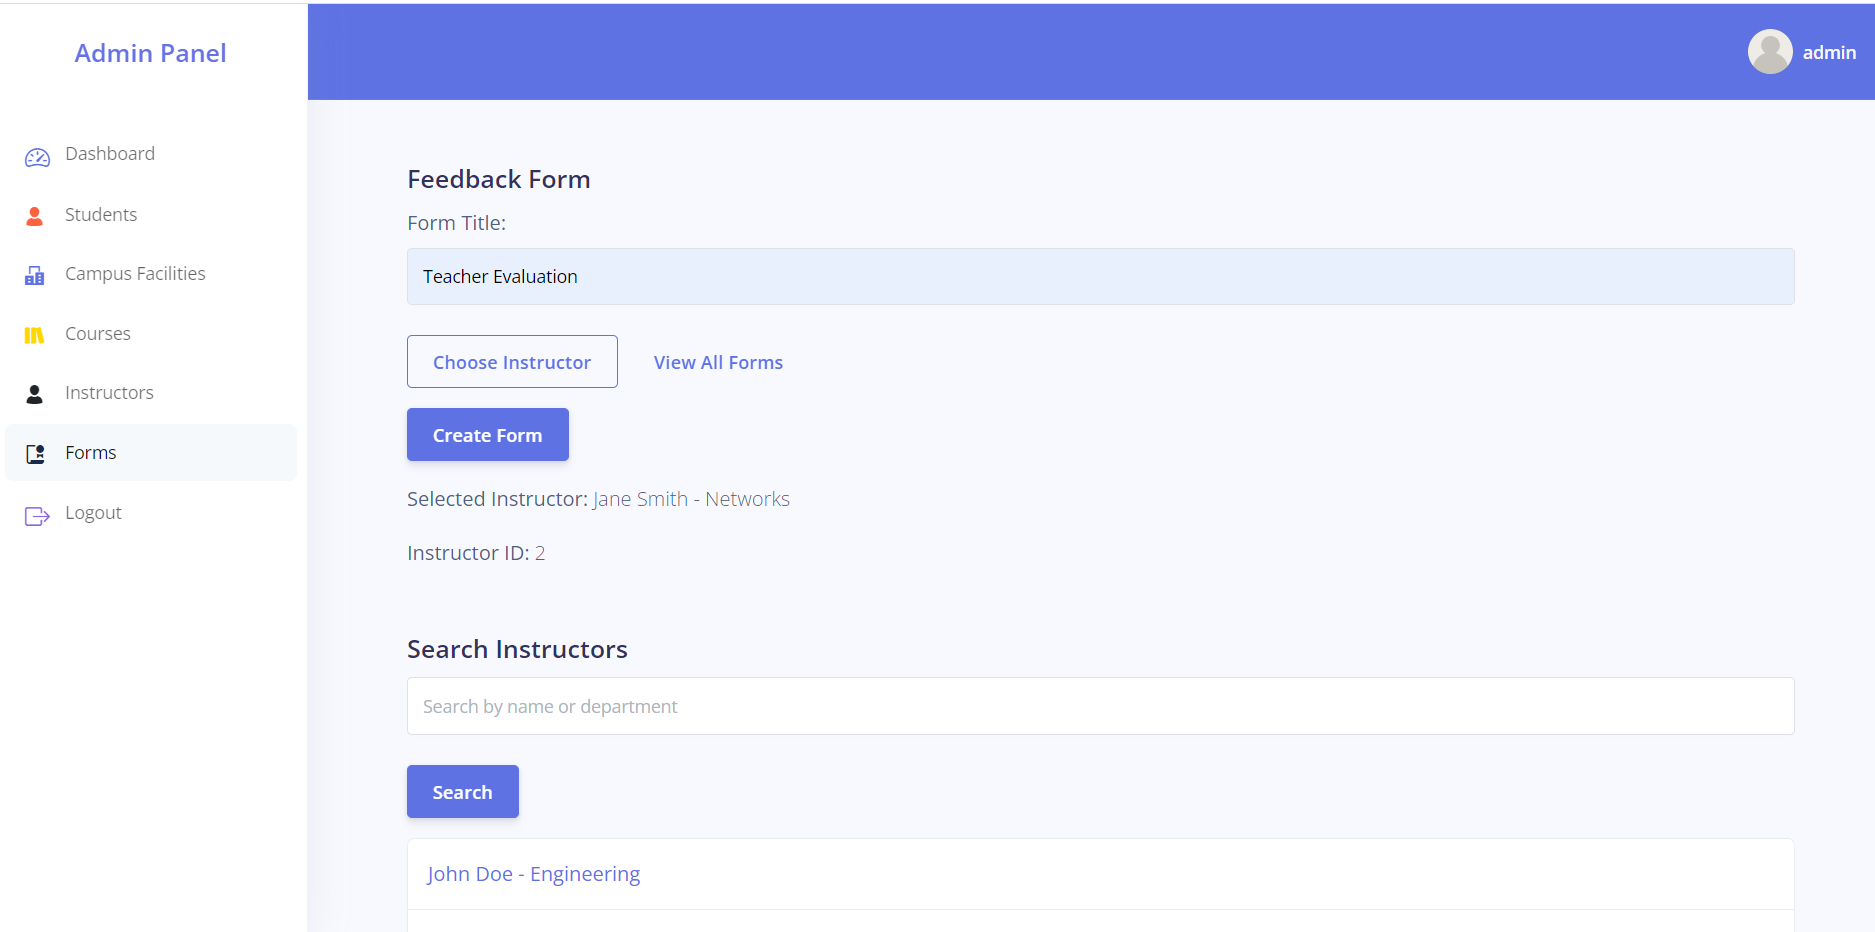 Admin Panel
admin
Dashboard
Students
Campus Facilities
Courses
Instructors
Forms
Logout
Feedback Form
Form Title:
Teacher Evaluation
Choose Instructor
View All Forms
Create Form
Selected Instructor: Jane Smith - Networks
Instructor ID: 2
Search Instructors
Search by name or department
Search
John Doe - Engineering